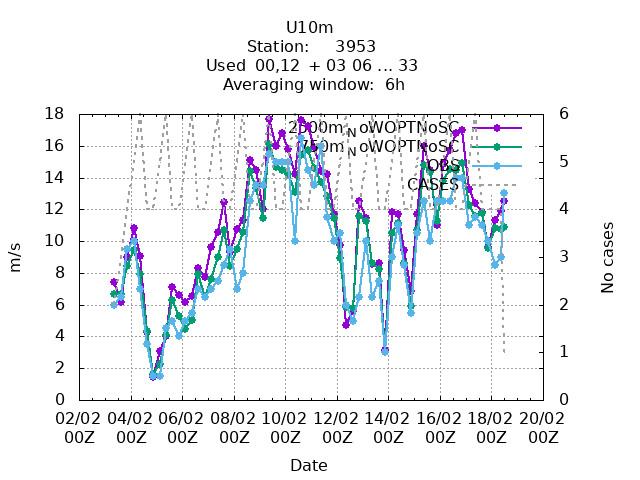 U10m
Station: 3953
Used 00,12 + 03 06 ... 33
Averaging window: 6h
18 6
2500m_NoWOPTNoSC
16 5
750m_NoWOPTNoSC
OBS
14
CASES
12 4
10
8 3
6 2
4
2 1
0 0
m/s
No cases
02/02 04/02 06/02 08/02 10/02 12/02 14/02 16/02 18/02 20/02
00Z 00Z 00Z 00Z 00Z 00Z 00Z 00Z 00Z 00Z
Date